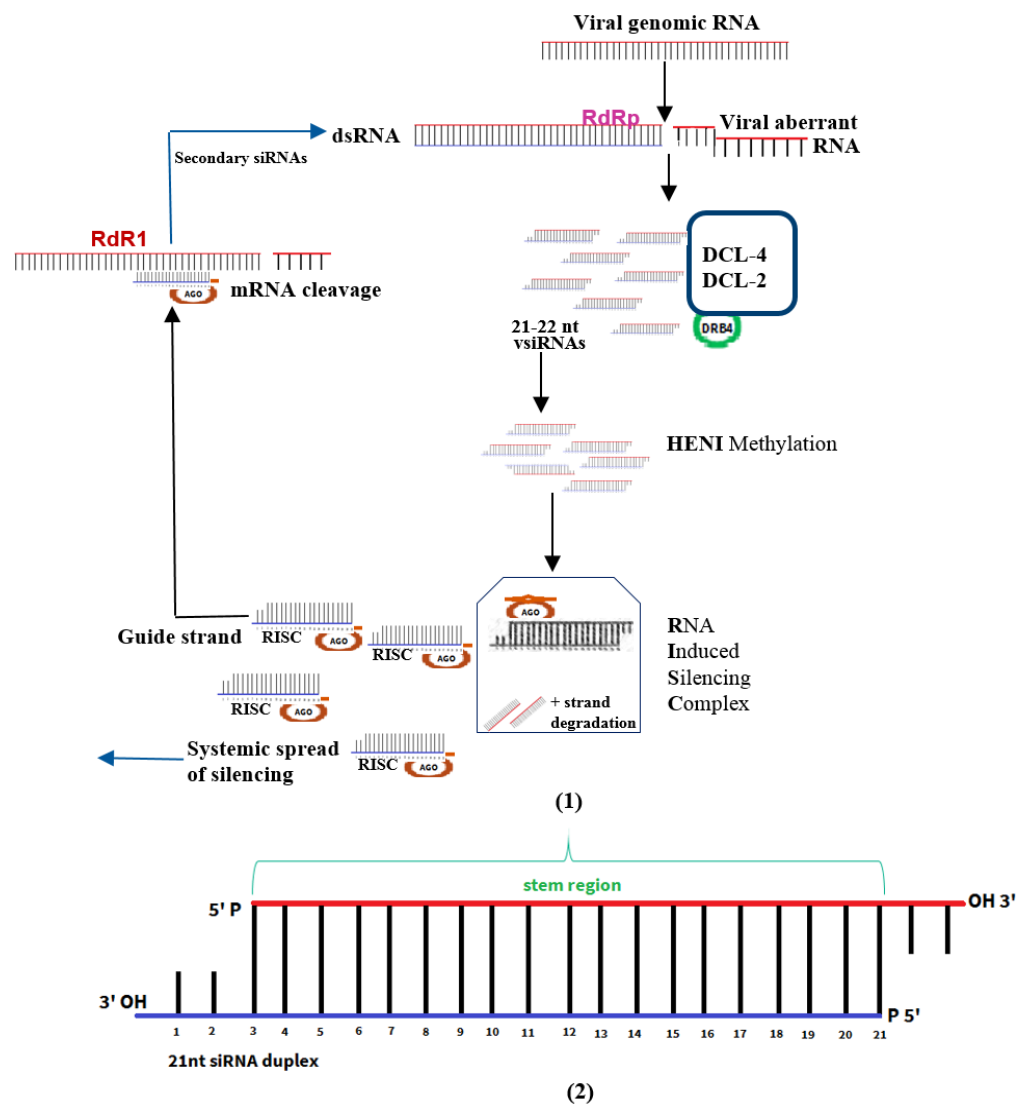 Viral genomic RNA
RdRp
dsRNA
Viral aberrant
RNA
Secondary siRNAs
RdR1
AGO
mRNA cleavage
DCL-4
DCL-2
DRB4
21-22 nt
vsiRNAs
HENI Methylation
AGO
RNA
Induced
Silencing
Complex
+ strand
degradation
Guide strand
RISC
AGO
RISC
AGO
RISC
AGO
Systemic spread
of silencing
RISC
AGO
(1)
stem region
5' P
OH 3'
3' OH
P 5'
1 2 3 4 5 6 7 8 9 10 11 12 13 14 15 16 17 18 19 20 21
21nt siRNA duplex
(2)